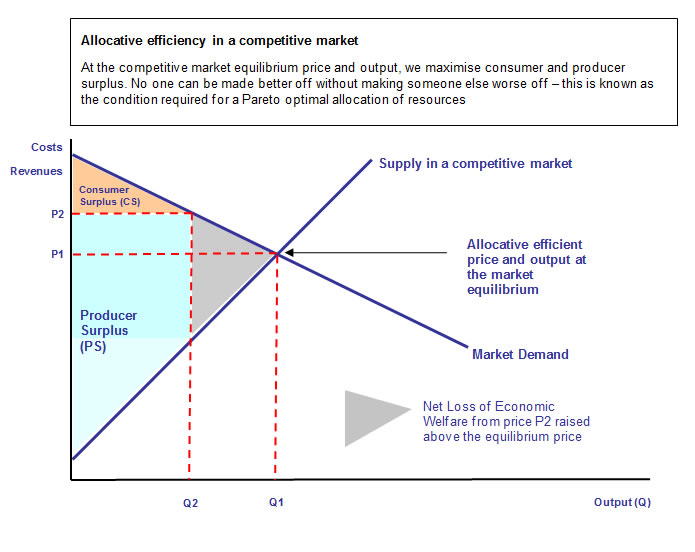 Allocative efficiency in a competitive market
At the competitive market equilibrium price and output, we maximise consumer and producer
surplus. No one can be made better off without making someone else worse off – this is known as
the condition required for a Pareto optimal allocation of resources
Costs
Revenues
Supply in a competitive market
Consumer
Surplus (CS)
P2
P1
Allocative efficient
price and output at
the market
equilibrium
Producer
Surplus
(PS)
Market Demand
Net Loss of Economic
Welfare from price P2 raised
above the equilibrium price
Q2
Q1
Output (Q)